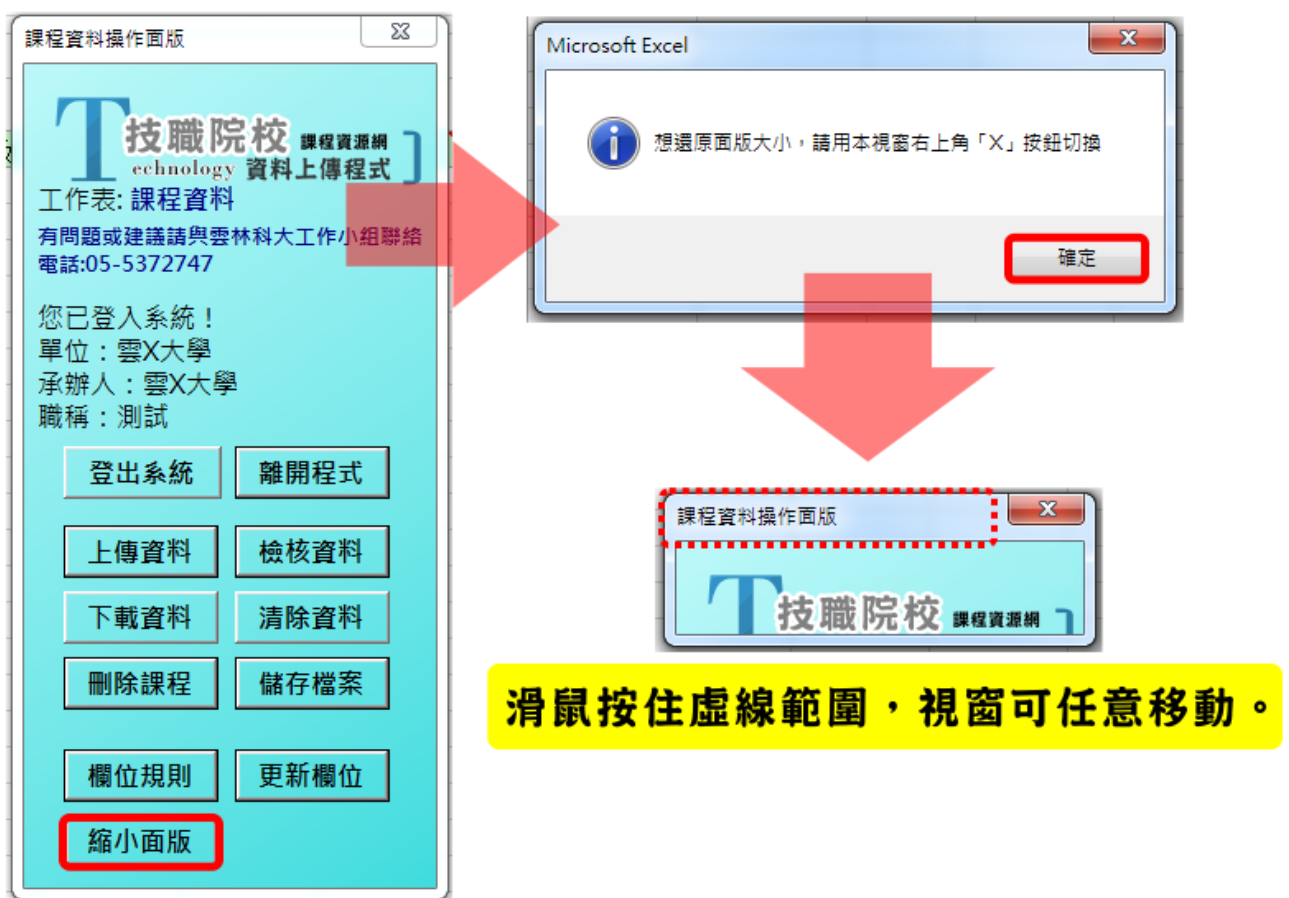 課程資料操作面版
T技職院校 課程資源網
echnology 資料上傳程式
工作表: 課程資料
有問題或建議請與雲林科大工作小組聯絡
電話:05-5372747
您已登入系統！
單位：雲X大學
承辦人：雲X大學
職稱：測試
登出系統 離開程式
上傳資料 檢核資料
下載資料 清除資料
刪除課程 儲存檔案
欄位規則 更新欄位
縮小面版
Microsoft Excel
想還原面版大小，請用本視窗右上角「X」按鈕切換
確定
課程資料操作面版
T技職院校 課程資源網
滑鼠按住虛線範圍，視窗可任意移動。